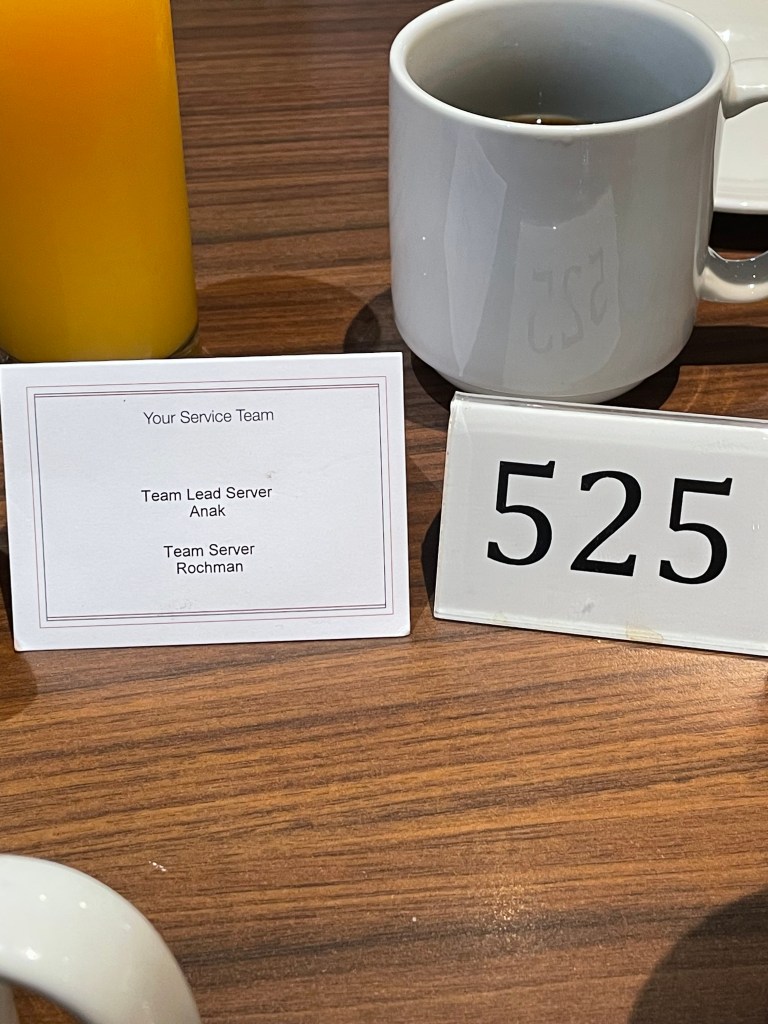 Your Service Team
Team Lead Server
Anak
Team Server
Rochman
525